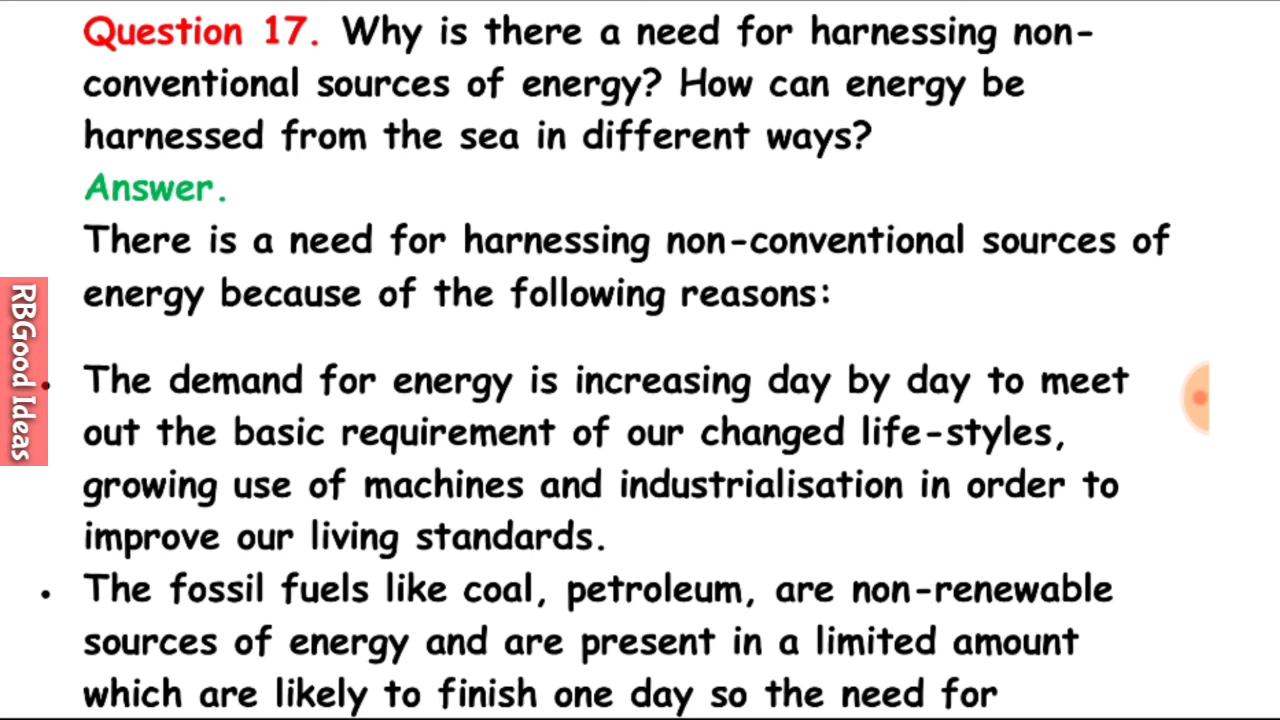 Question 17. Why is there a need for harnessing non-
conventional sources of energy? How can energy be
harnessed from the sea in different ways?
Answer.
There is a need for harnessing non-conventional sources of
energy because of the following reasons:
• The demand for energy is increasing day by day to meet
out the basic requirement of our changed life-styles,
growing use of machines and industrialisation in order to
improve our living standards.
• The fossil fuels like coal, petroleum, are non-renewable
sources of energy and are present in a limited amount
which are likely to finish one day so the need for
RBGood Ideas